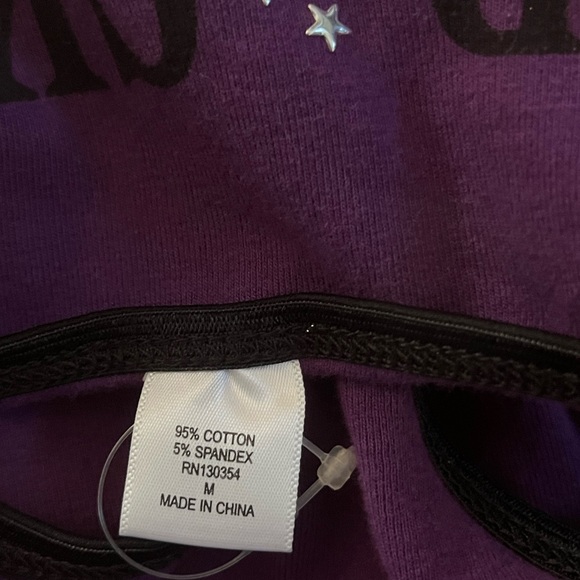 95% COTTON
5% SPANDEX
RN130354
M
MADE IN CHINA